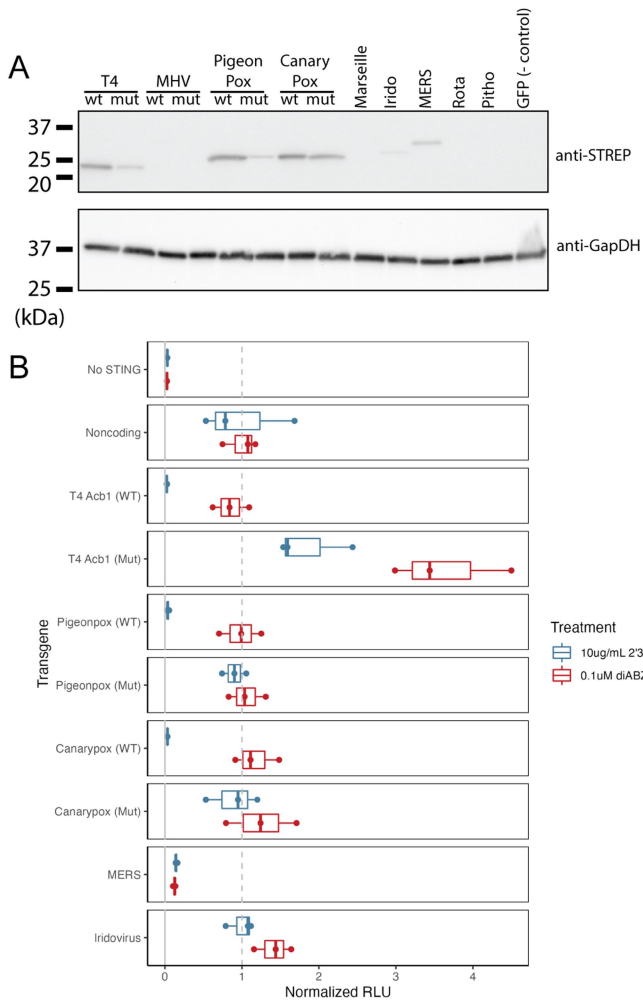 A
T4 MHV Pigeon Pox Canary Pox Marseille Irido MERS Rota Pitho GFP (- control)
wt mut wt mut wt mut wt mut
37
25
20
anti-STREP
37
25
anti-GapDH
(kDa)
B
Transgene
No STING
Noncoding
T4 Acb1 (WT)
T4 Acb1 (Mut)
Pigeonpox (WT)
Pigeonpox (Mut)
Canarypox (WT)
Canarypox (Mut)
MERS
Iridovirus
0 1 2 3 4
Normalized RLU
Treatment
10ug/mL 2'3
0.1uM diABZ